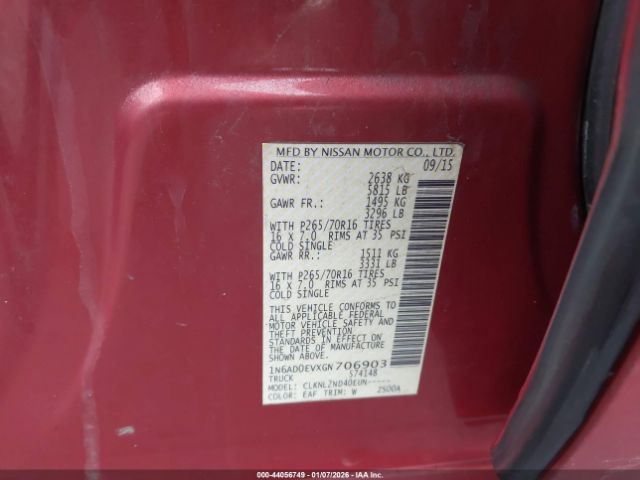 MFD BY NISSAN MOTOR CO., LTD.
DATE: 09/15
GVWR: 2638 KG
5815 LB
GAWR FR.: 1495 KG
3296 LB
WITH P265/70R16 TIRES
16 X 7.0 RIMS AT 35 PSI
COLD SINGLE
GAWR RR.: 1511 KG
3331 LB
WITH P265/70R16 TIRES
16 X 7.0 RIMS AT 35 PSI
COLD SINGLE
THIS VEHICLE CONFORMS TO
ALL APPLICABLE FEDERAL
MOTOR VEHICLE SAFETY AND
THEFT PREVENTION
STANDARDS IN EFFECT ON
THE DATE OF MANUFACTURE
SHOWN ABOVE.
1N6AD0EVXGN706903
TRUCK 574148
MODEL: CLKNLZND40EUN-----
COLOR: EAF TRIM: W 2500A
000-44056749 | 01/07/2026 - IAA Inc.